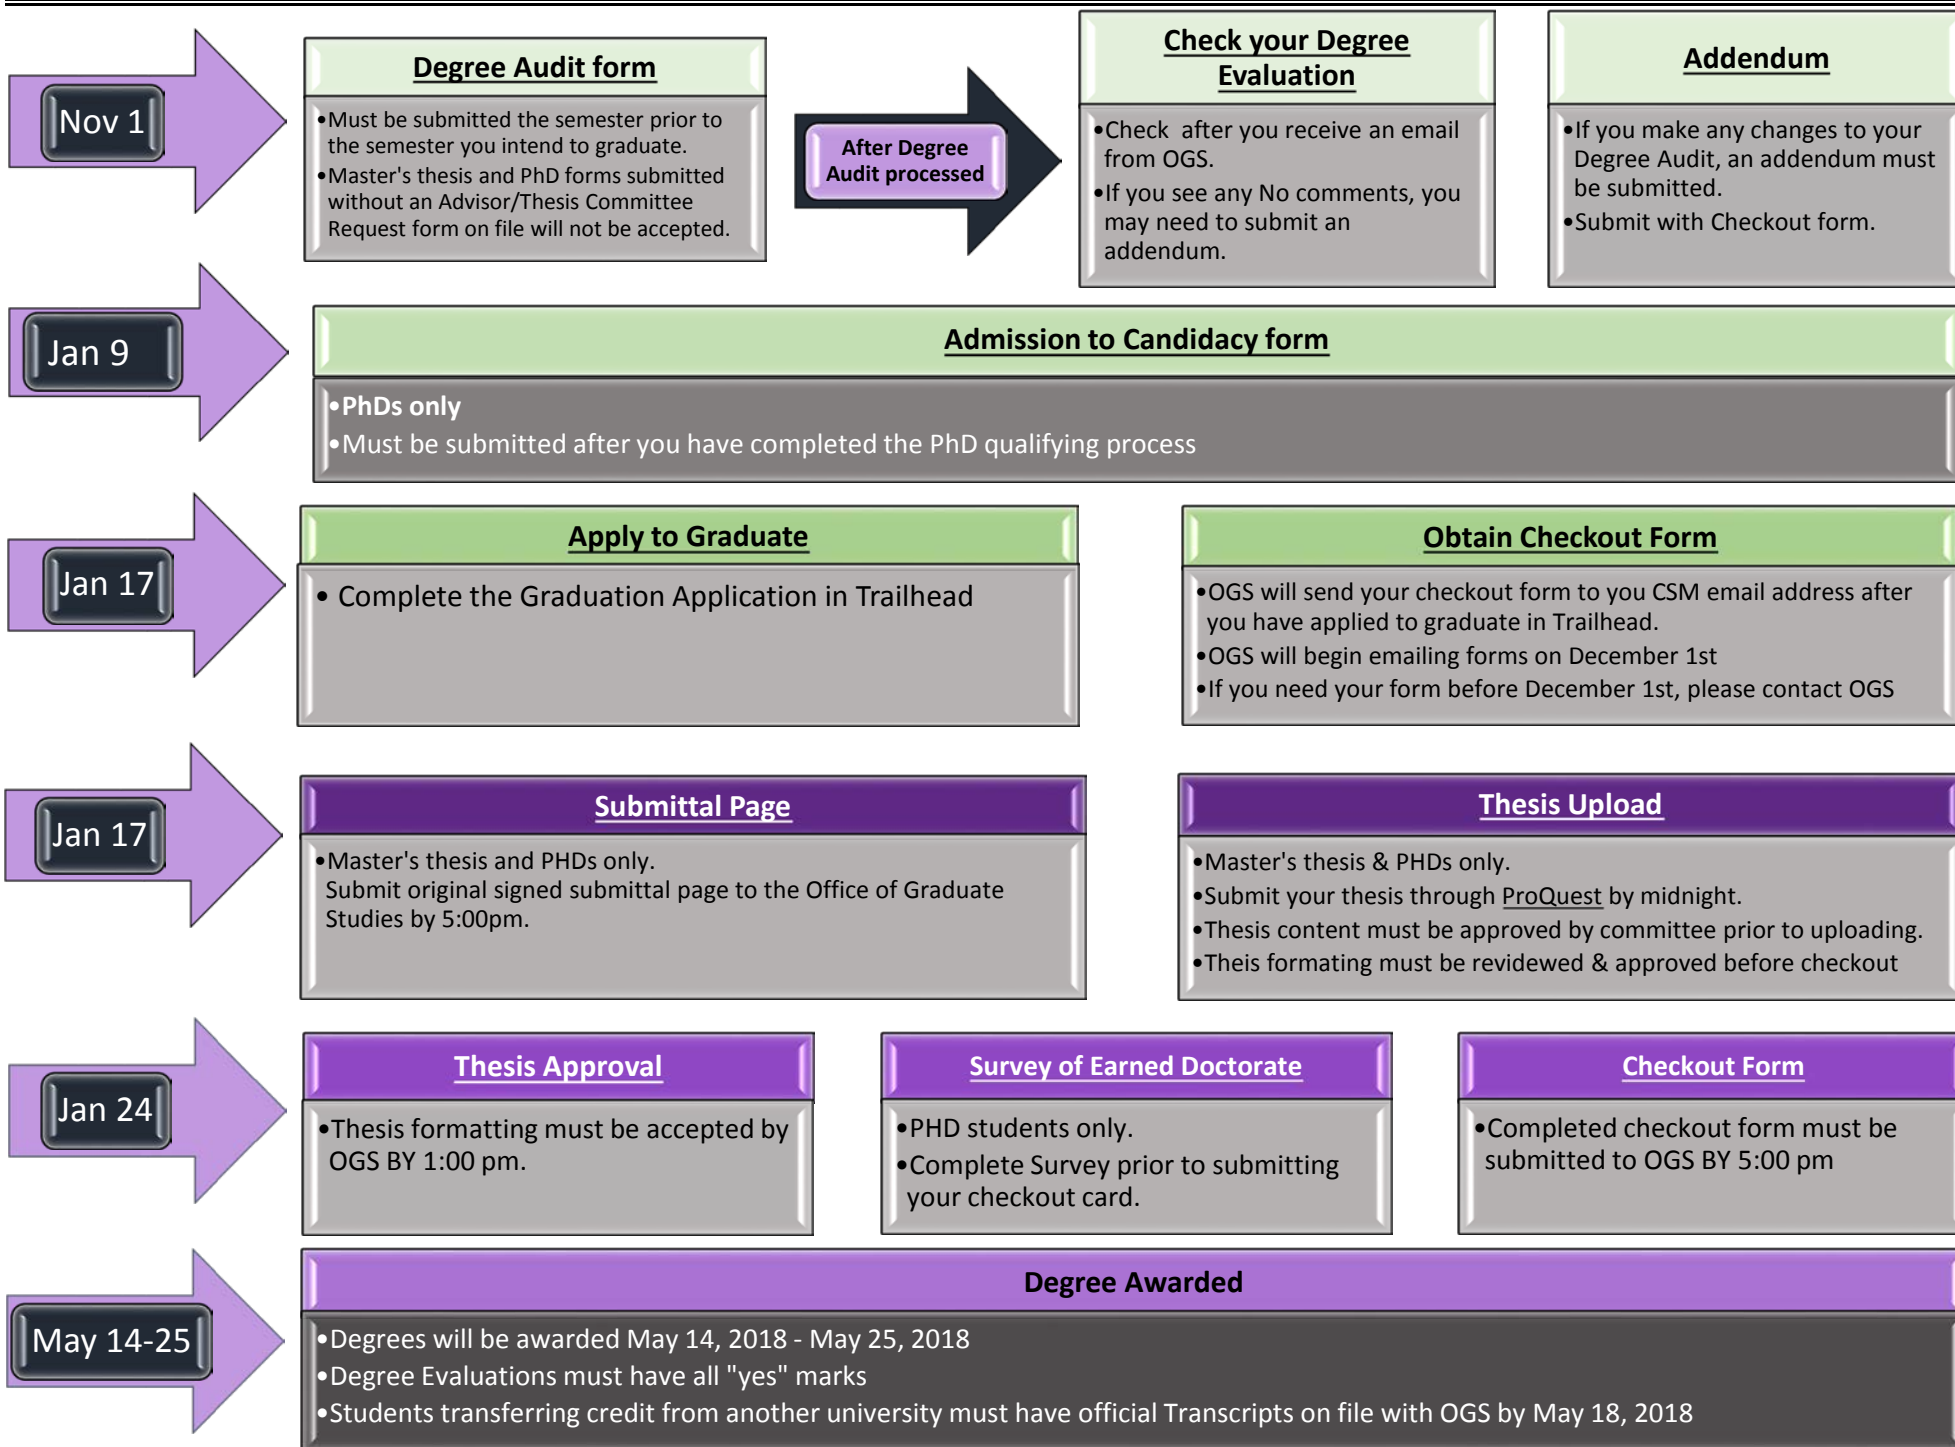 Nov 1
Degree Audit form
•Must be submitted the semester prior to
the semester you intend to graduate.
•Master's thesis and PhD forms submitted
without an Advisor/Thesis Committee
Request form on file will not be accepted.
After Degree
Audit processed
Check your Degree
Evaluation
•Check after you receive an email
from OGS.
•If you see any No comments, you
may need to submit an
addendum.
Addendum
•If you make any changes to your
Degree Audit, an addendum must
be submitted.
•Submit with Checkout form.
Jan 9
Admission to Candidacy form
•PhDs only
•Must be submitted after you have completed the PhD qualifying process
Jan 17
Apply to Graduate
• Complete the Graduation Application in Trailhead
Obtain Checkout Form
•OGS will send your checkout form to you CSM email address after
you have applied to graduate in Trailhead.
•OGS will begin emailing forms on December 1st
•If you need your form before December 1st, please contact OGS
Jan 17
Submittal Page
•Master's thesis and PHDs only.
Submit original signed submittal page to the Office of Graduate
Studies by 5:00pm.
Thesis Upload
•Master's thesis & PHDs only.
•Submit your thesis through ProQuest by midnight.
•Thesis content must be approved by committee prior to uploading.
•Theis formating must be revidewed & approved before checkout
Jan 24
Thesis Approval
•Thesis formatting must be accepted by
OGS BY 1:00 pm.
Survey of Earned Doctorate
•PHD students only.
•Complete Survey prior to submitting
your checkout card.
Checkout Form
•Completed checkout form must be
submitted to OGS BY 5:00 pm
May 14-25
Degree Awarded
•Degrees will be awarded May 14, 2018 - May 25, 2018
•Degree Evaluations must have all "yes" marks
•Students transferring credit from another university must have official Transcripts on file with OGS by May 18, 2018